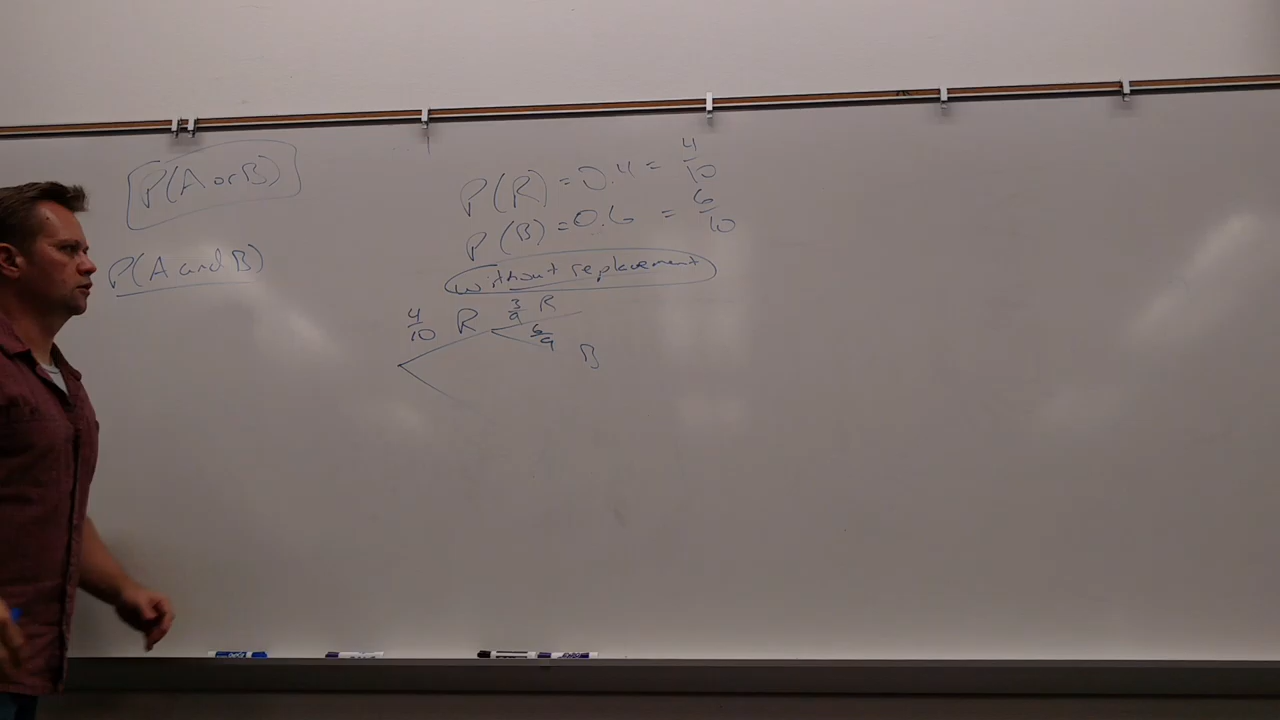 P(A or B)
P(A and B)
P(R) = 0.4 = 4/10
P(B) = 0.6 = 6/10
without replacement
4/10 R 3/9 R
6/9 B